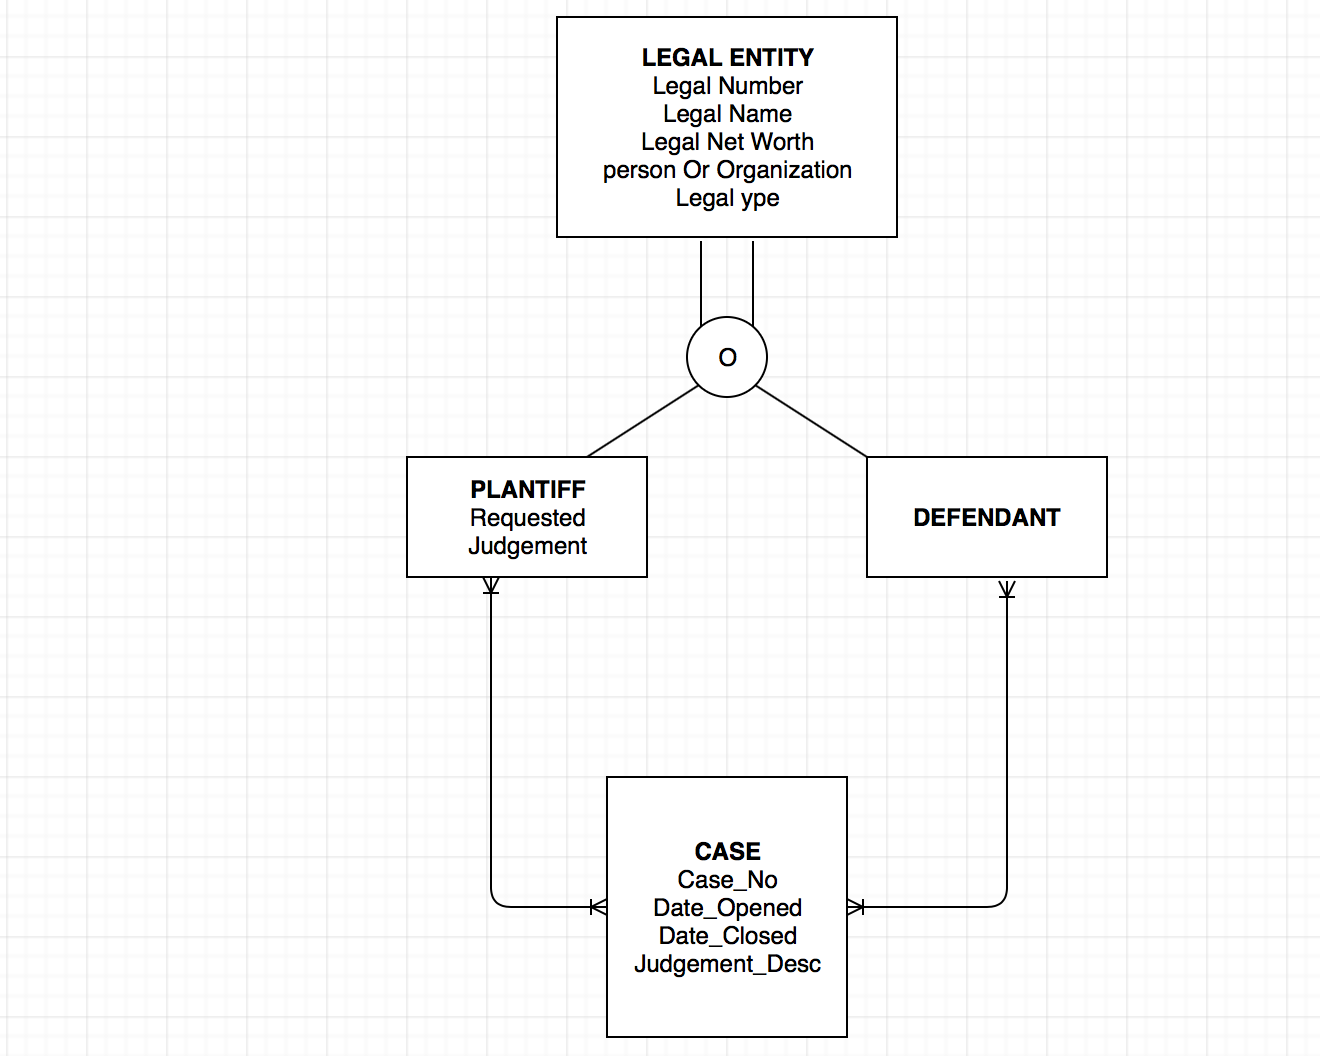 LEGAL ENTITY
Legal Number
Legal Name
Legal Net Worth
person Or Organization
Legal ype
O
PLANTIFF
Requested
Judgement
DEFENDANT
CASE
Case_No
Date_Opened
Date_Closed
Judgement_Desc